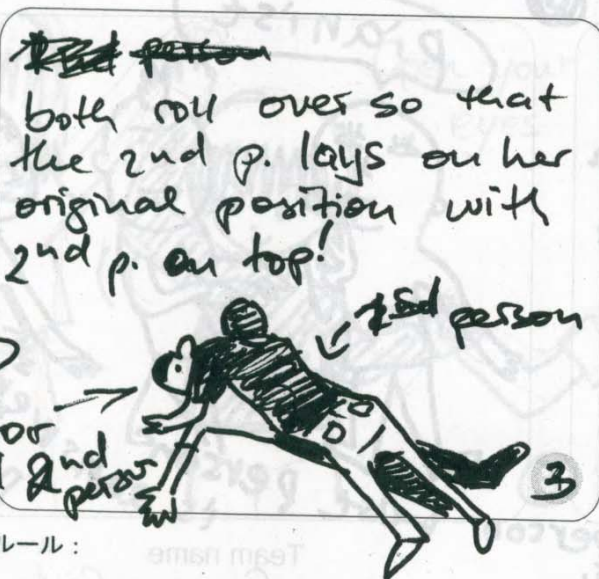 both roll over so that
the 2nd p. lays on her
original position with
2nd p. on top!
person
or
2nd
person
3
ルール:
Team name